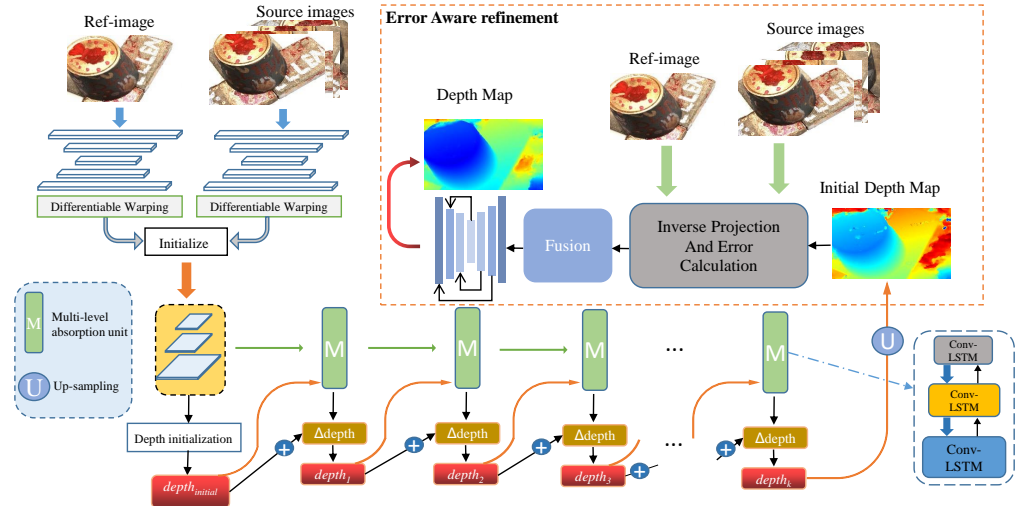 Ref-image
Source images
Differentiable Warping
Differentiable Warping
Initialize
Error Aware refinement
Depth Map
Ref-image
Source images
Initial Depth Map
Fusion
Inverse Projection
And Error
Calculation
M
Multi-level
absorption unit
U
Up-sampling
M
M
M
...
M
U
Conv-
LSTM
Conv-
LSTM
Conv-
LSTM
Depth initialization
Δdepth
Δdepth
Δdepth
...
Δdepth
+
+
+
+
depth_initial
depth_1
depth_2
depth_3
depth_k